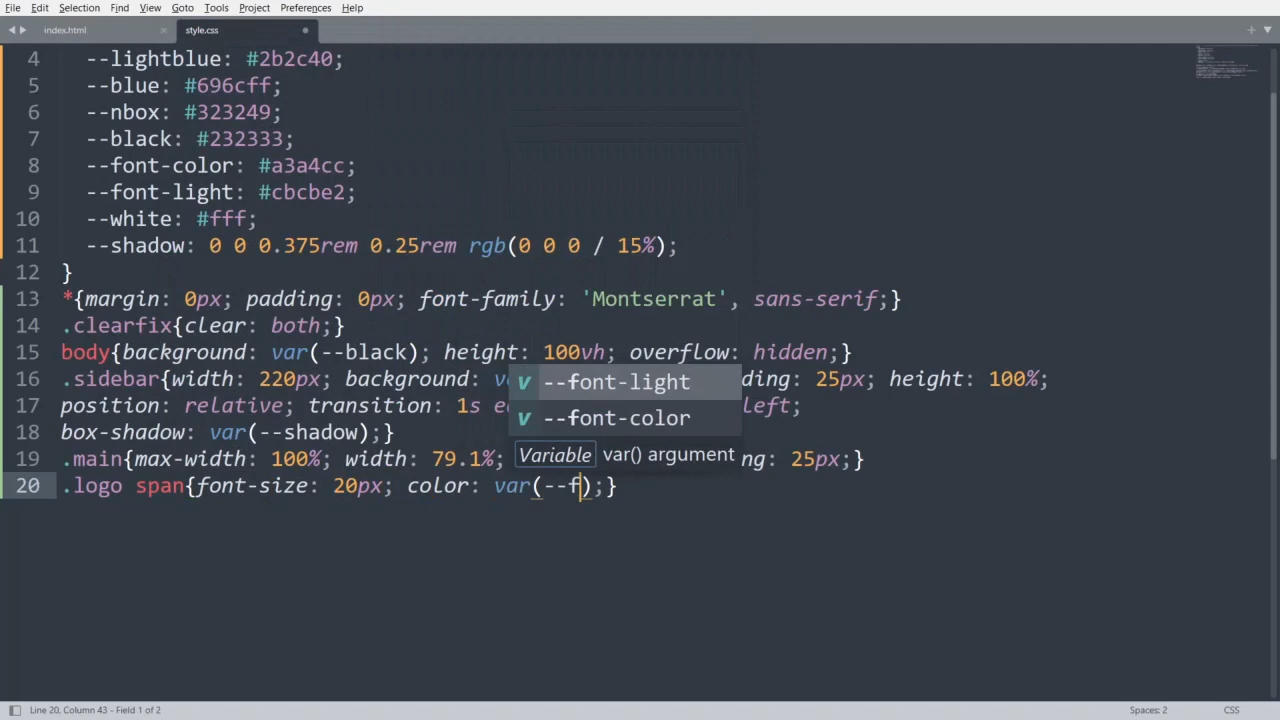 File Edit Selection Find View Goto Tools Project Preferences Help
index.html style.css
4 --lightblue: #2b2c40;
5 --blue: #696cff;
6 --nbox: #323249;
7 --black: #232333;
8 --font-color: #a3a4cc;
9 --font-light: #cbcbe2;
10 --white: #fff;
11 --shadow: 0 0 0.375rem 0.25rem rgb(0 0 0 / 15%);
12 }
13 *{margin: 0px; padding: 0px; font-family: 'Montserrat', sans-serif;}
14 .clearfix{clear: both;}
15 body{background: var(--black); height: 100vh; overflow: hidden;}
16 .sidebar{width: 220px; background: v ding: 25px; height: 100%;
v --font-light
17 position: relative; transition: 1s left;
v --font-color
18 box-shadow: var(--shadow);}
19 .main{max-width: 100%; width: 79.1%; ng: 25px;}
Variable var() argument
20 .logo span{font-size: 20px; color: var(--f);}
Line 20, Column 43 - Field 1 of 2 Spaces: 2 CSS